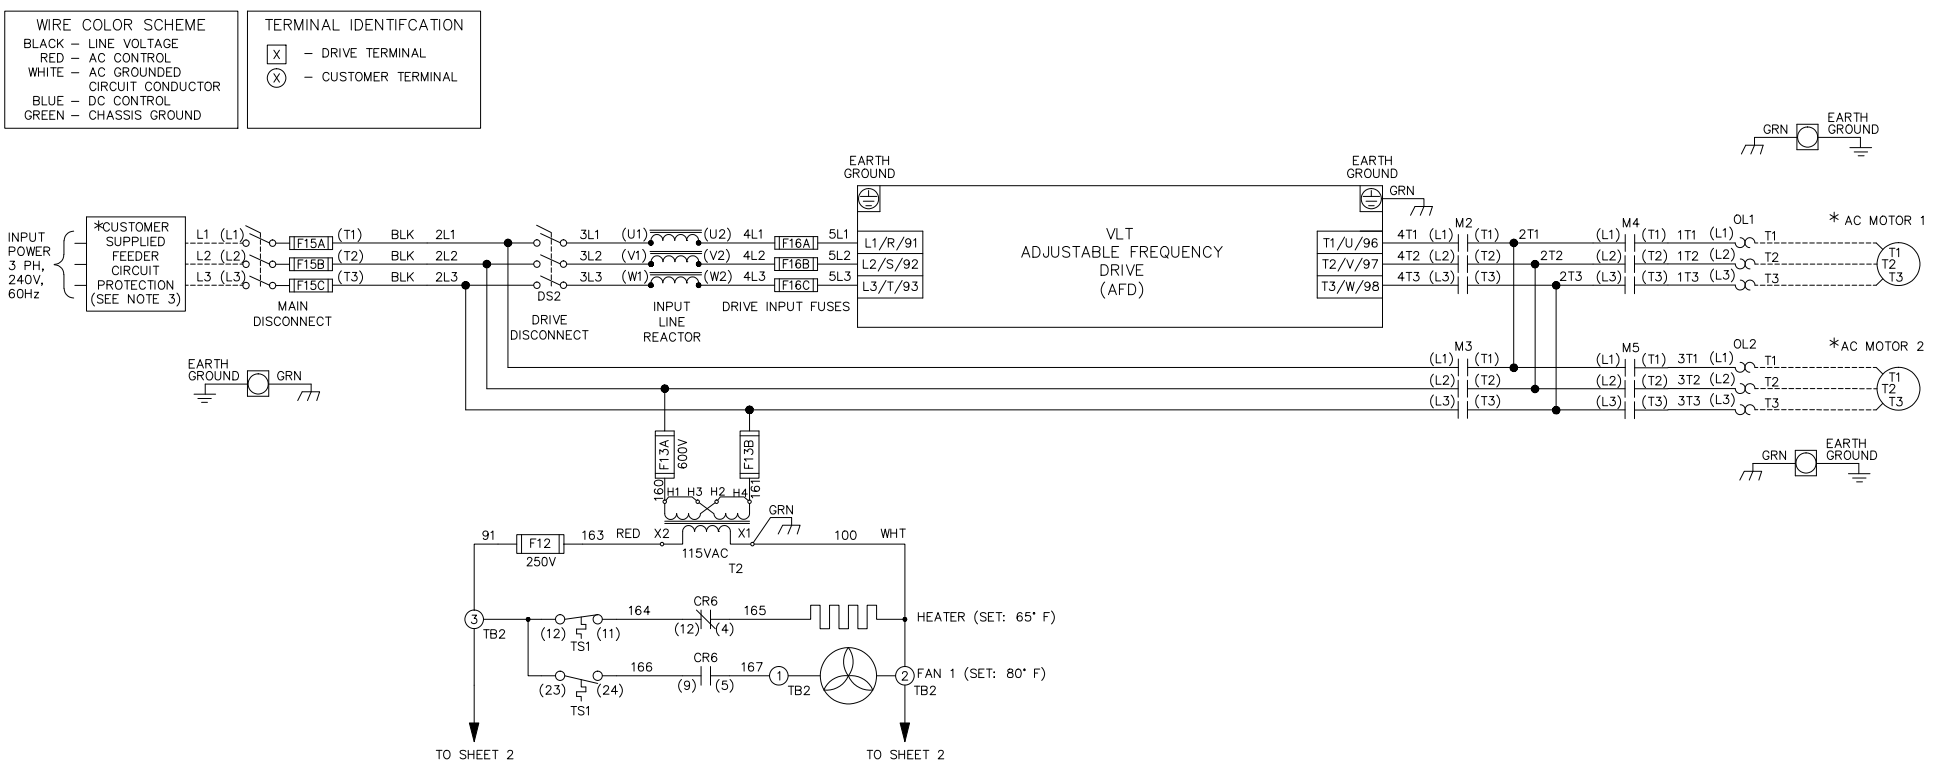 WIRE COLOR SCHEME
BLACK – LINE VOLTAGE
RED – AC CONTROL
WHITE – AC GROUNDED
CIRCUIT CONDUCTOR
BLUE – DC CONTROL
GREEN – CHASSIS GROUND
TERMINAL IDENTIFCATION
X – DRIVE TERMINAL
X – CUSTOMER TERMINAL
GRN
EARTH
GROUND
INPUT
POWER
3 PH,
240V,
60Hz
*CUSTOMER
SUPPLIED
FEEDER
CIRCUIT
PROTECTION
(SEE NOTE 3)
L1 (L1) F15A (T1) BLK 2L1
L2 (L2) F15B (T2) BLK 2L2
L3 (L3) F15C (T3) BLK 2L3
MAIN
DISCONNECT
DS2
DRIVE
DISCONNECT
3L1 (U1) (U2) 4L1 F16A 5L1
3L2 (V1) (V2) 4L2 F16B 5L2
3L3 (W1) (W2) 4L3 F16C 5L3
INPUT
LINE
REACTOR
DRIVE INPUT FUSES
EARTH
GROUND
L1/R/91
L2/S/92
L3/T/93
VLT
ADJUSTABLE FREQUENCY
DRIVE
(AFD)
EARTH
GROUND
GRN
T1/U/96
T2/V/97
T3/W/98
M2
4T1 (L1) (T1) 2T1
4T2 (L2) (T2) 2T2
4T3 (L3) (T3) 2T3
M4
OL1
(L1) (T1) 1T1 (L1) T1
(L2) (T2) 1T2 (L2) T2
(L3) (T3) 1T3 (L3) T3
* AC MOTOR 1
T1
T2
T3
M3
(L1) (T1)
(L2) (T2)
(L3) (T3)
M5
OL2
(L1) (T1) 3T1 (L1) T1
(L2) (T2) 3T2 (L2) T2
(L3) (T3) 3T3 (L3) T3
* AC MOTOR 2
T1
T2
T3
EARTH
GROUND
GRN
GRN
EARTH
GROUND
F13A
600V
F13B
160
161
H1 H3 H2 H4
GRN
91 F12 163 RED X2 X1 100 WHT
250V
115VAC
T2
3
TB2
(12) (11)
TS1
164
CR6
(12) (4)
165
HEATER (SET: 65° F)
(23) (24)
TS1
166
CR6
(9) (5)
167
1
TB2
2
TB2
FAN 1 (SET: 80° F)
TO SHEET 2
TO SHEET 2